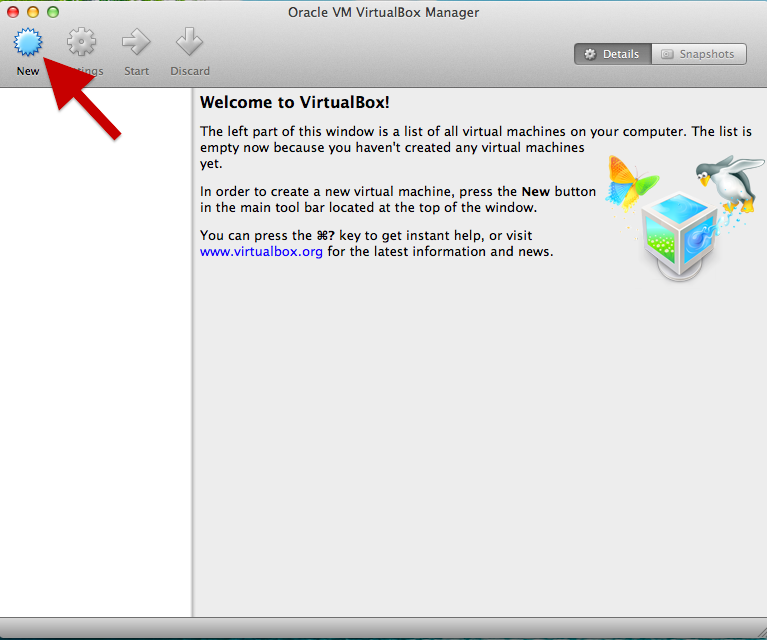 Oracle VM VirtualBox Manager
New
Start
Discard
Details
Snapshots
Welcome to VirtualBox!
The left part of this window is a list of all virtual machines on your computer. The list is
empty now because you haven't created any virtual machines
yet.
In order to create a new virtual machine, press the New button
in the main tool bar located at the top of the window.
You can press the ⌘? key to get instant help, or visit
www.virtualbox.org for the latest information and news.